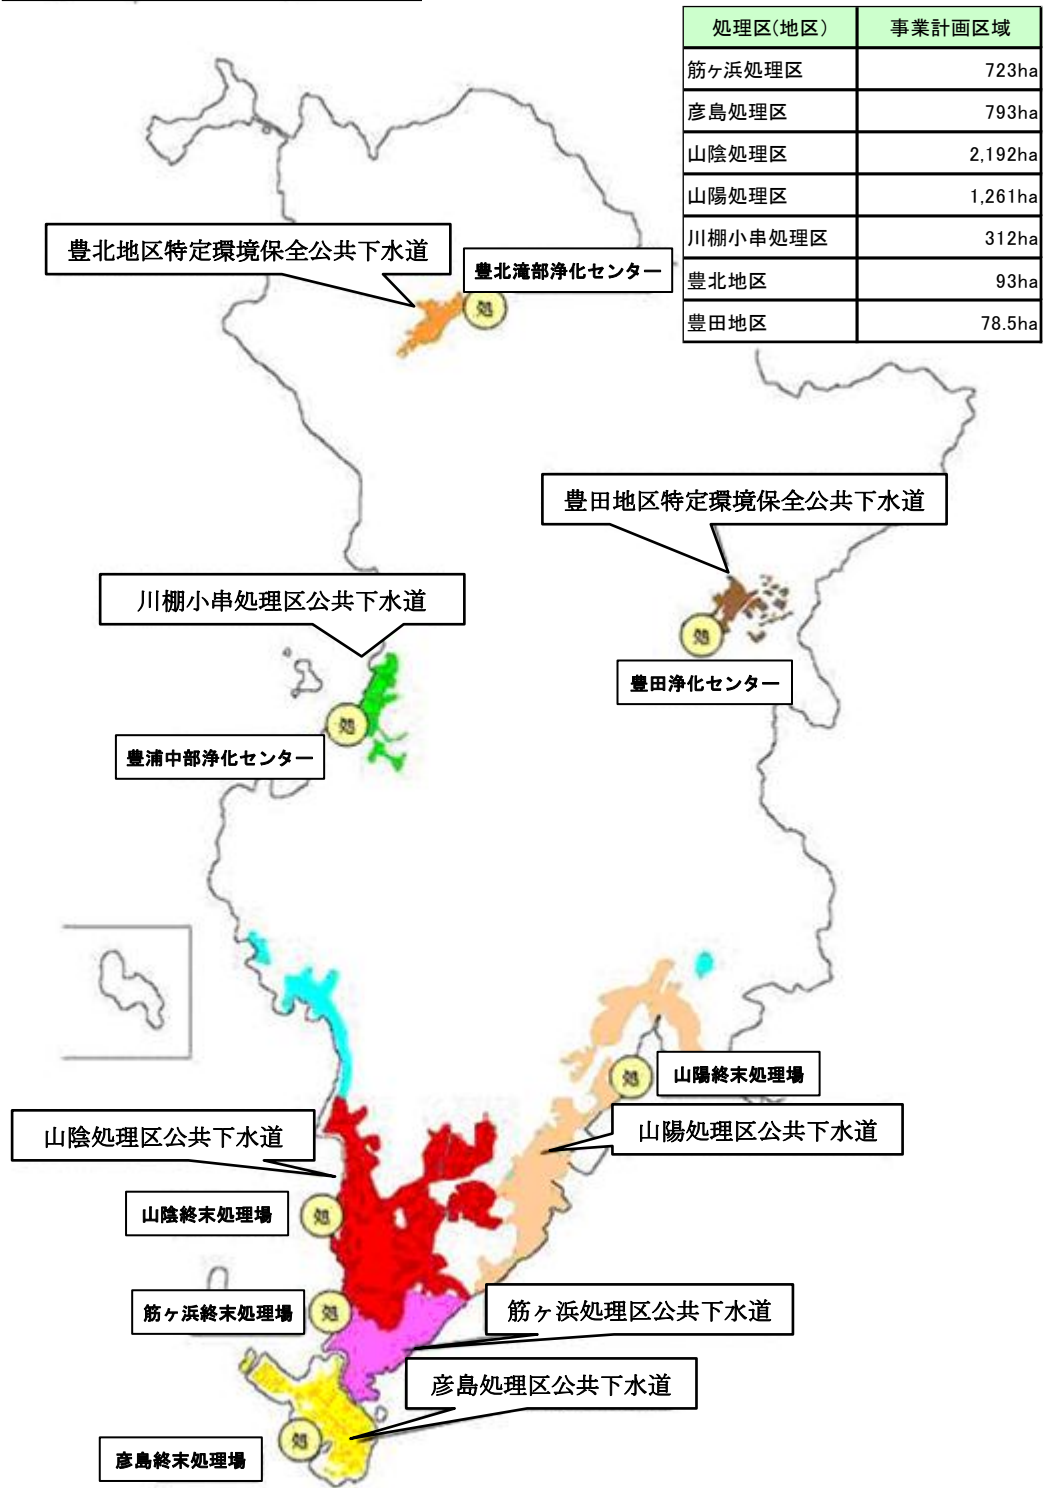 処理区(地区) 事業計画区域
筋ヶ浜処理区 723ha
彦島処理区 793ha
山陰処理区 2,192ha
山陽処理区 1,261ha
川棚小串処理区 312ha
豊北地区 93ha
豊田地区 78.5ha
豊北地区特定環境保全公共下水道
豊北滝部浄化センター
処
豊田地区特定環境保全公共下水道
処
豊田浄化センター
川棚小串処理区公共下水道
処
豊浦中部浄化センター
処
山陽終末処理場
山陽処理区公共下水道
山陰処理区公共下水道
山陰終末処理場
処
筋ヶ浜終末処理場
処
筋ヶ浜処理区公共下水道
彦島処理区公共下水道
処
彦島終末処理場